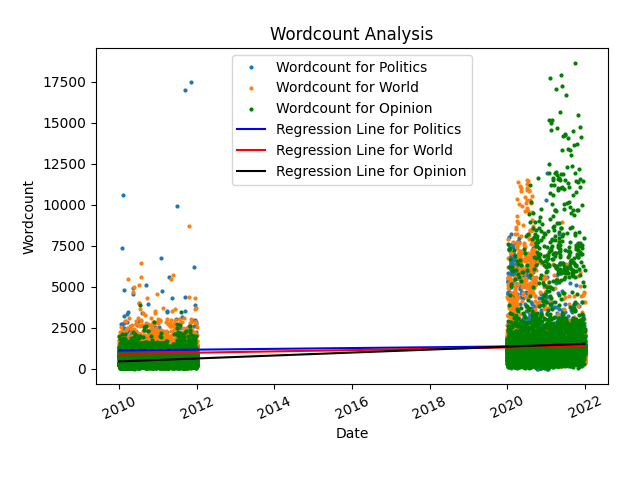 Wordcount Analysis
Wordcount for Politics
Wordcount for World
Wordcount for Opinion
Regression Line for Politics
Regression Line for World
Regression Line for Opinion
Wordcount
17500
15000
12500
10000
7500
5000
2500
0
2010
2012
2014
2016
2018
2020
2022
Date